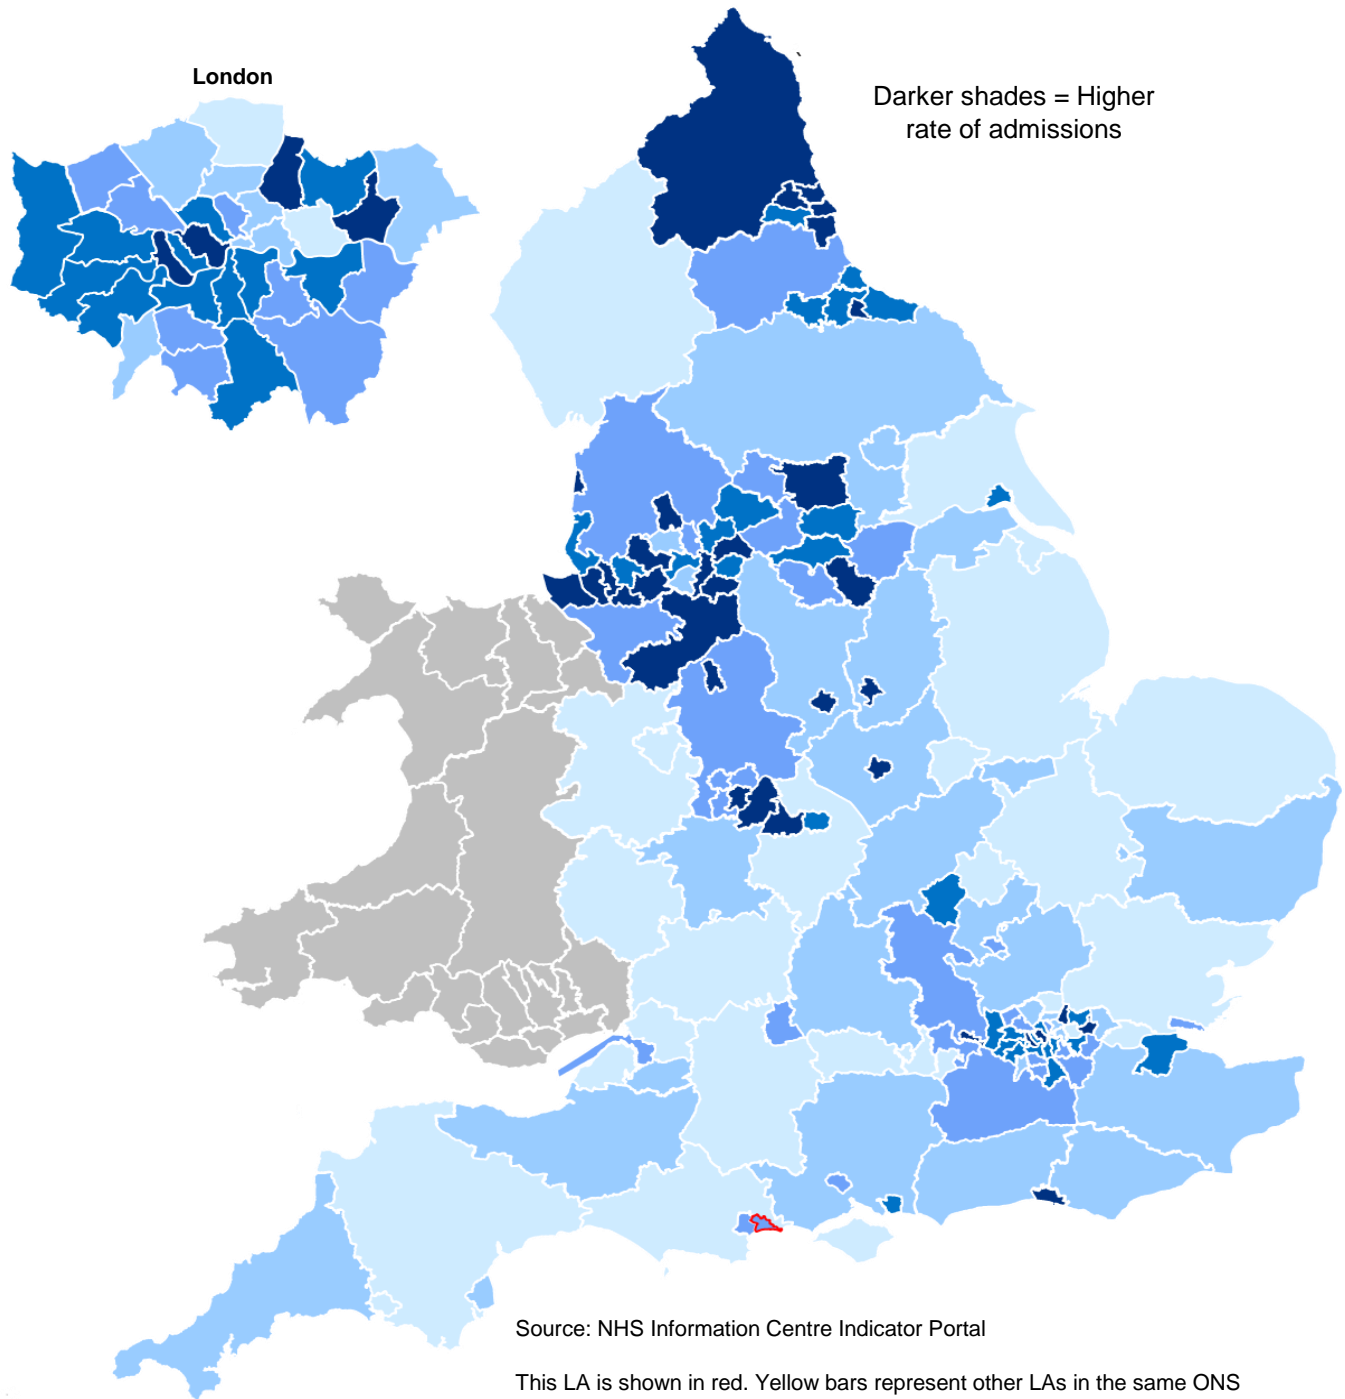 London
Darker shades = Higher
rate of admissions
Source: NHS Information Centre Indicator Portal
This LA is shown in red. Yellow bars represent other LAs in the same ONS